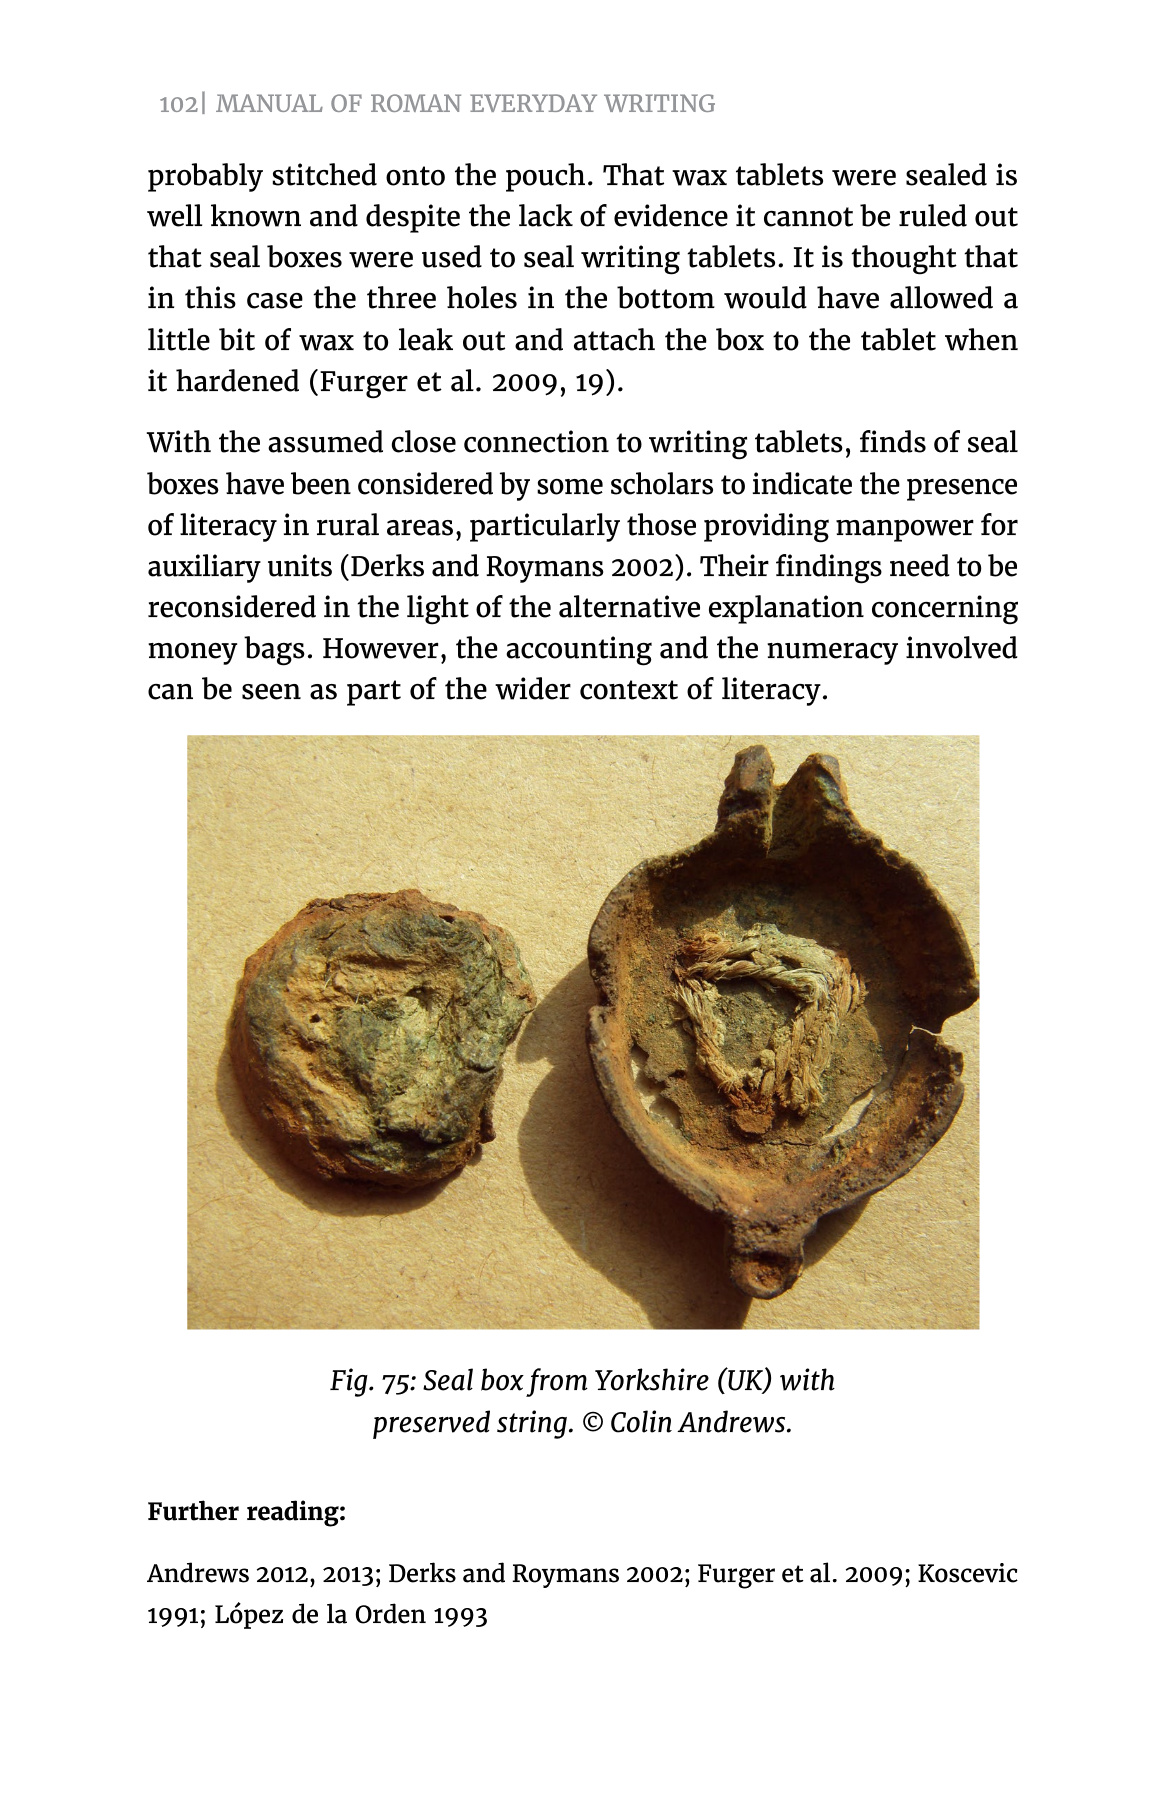 102| MANUAL OF ROMAN EVERYDAY WRITING
probably stitched onto the pouch. That wax tablets were sealed is
well known and despite the lack of evidence it cannot be ruled out
that seal boxes were used to seal writing tablets. It is thought that
in this case the three holes in the bottom would have allowed a
little bit of wax to leak out and attach the box to the tablet when
it hardened (Furger et al. 2009, 19).
With the assumed close connection to writing tablets, finds of seal
boxes have been considered by some scholars to indicate the presence
of literacy in rural areas, particularly those providing manpower for
auxiliary units (Derks and Roymans 2002). Their findings need to be
reconsidered in the light of the alternative explanation concerning
money bags. However, the accounting and the numeracy involved
can be seen as part of the wider context of literacy.
Fig. 75: Seal box from Yorkshire (UK) with
preserved string. © Colin Andrews.
Further reading:
Andrews 2012, 2013; Derks and Roymans 2002; Furger et al. 2009; Koscevic
1991; López de la Orden 1993